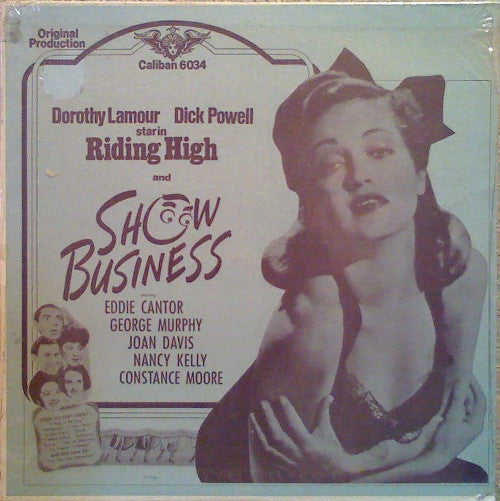 Original
Production
Caliban 6034
Dorothy Lamour Dick Powell
star in
Riding High
and
SHOW
BUSINESS
starring
EDDIE CANTOR
GEORGE MURPHY
JOAN DAVIS
NANCY KELLY
CONSTANCE MOORE